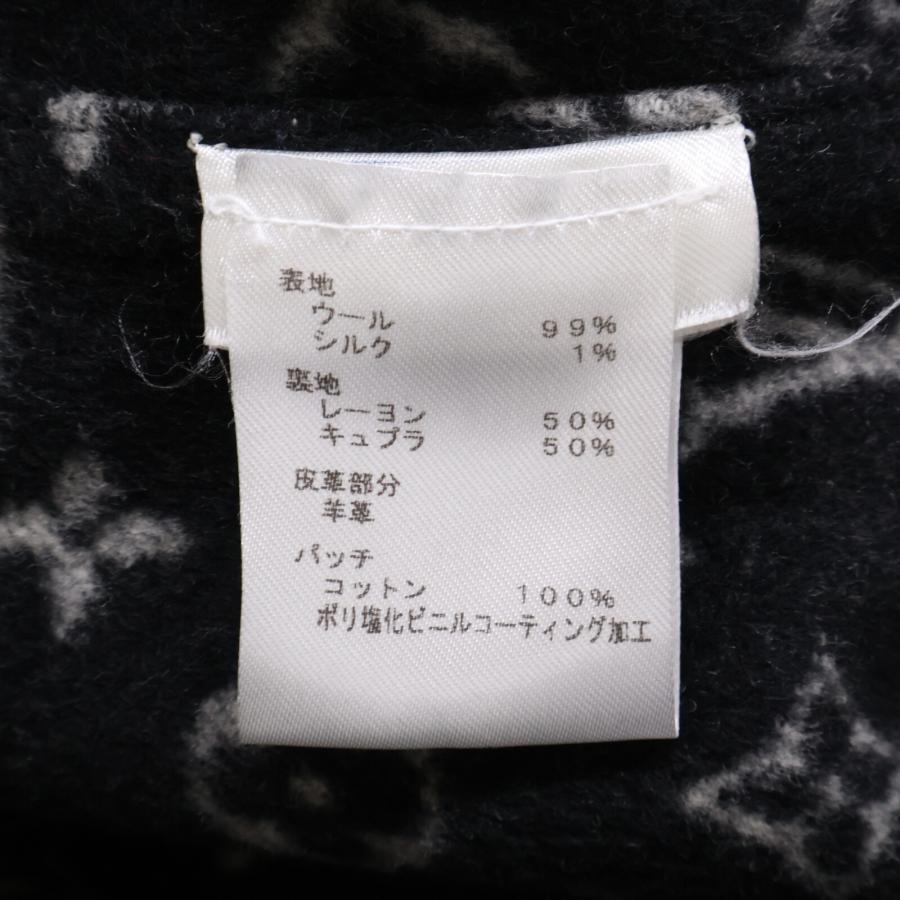 表地
ウール 99%
シルク 1%
裏地
レーヨン 50%
キュプラ 50%
皮革部分
羊革
パッチ
コットン 100%
ポリ塩化ビニルコーティング加工